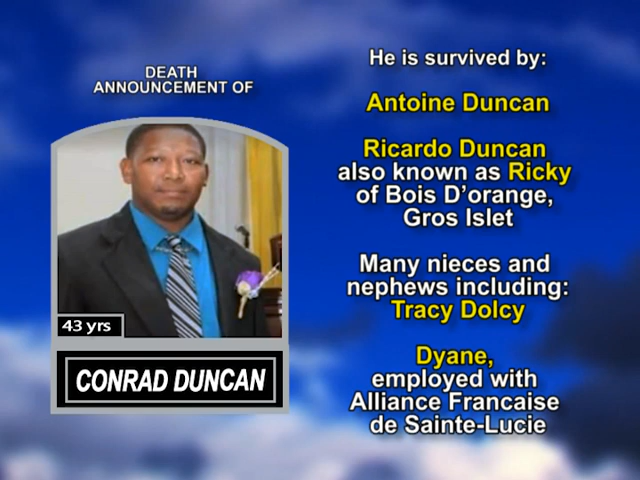 DEATH
ANNOUNCEMENT OF
43 yrs
CONRAD DUNCAN
He is survived by:
Antoine Duncan
Ricardo Duncan
also known as Ricky
of Bois D'orange,
Gros Islet
Many nieces and
nephews including:
Tracy Dolcy
Dyane,
employed with
Alliance Francaise
de Sainte-Lucie